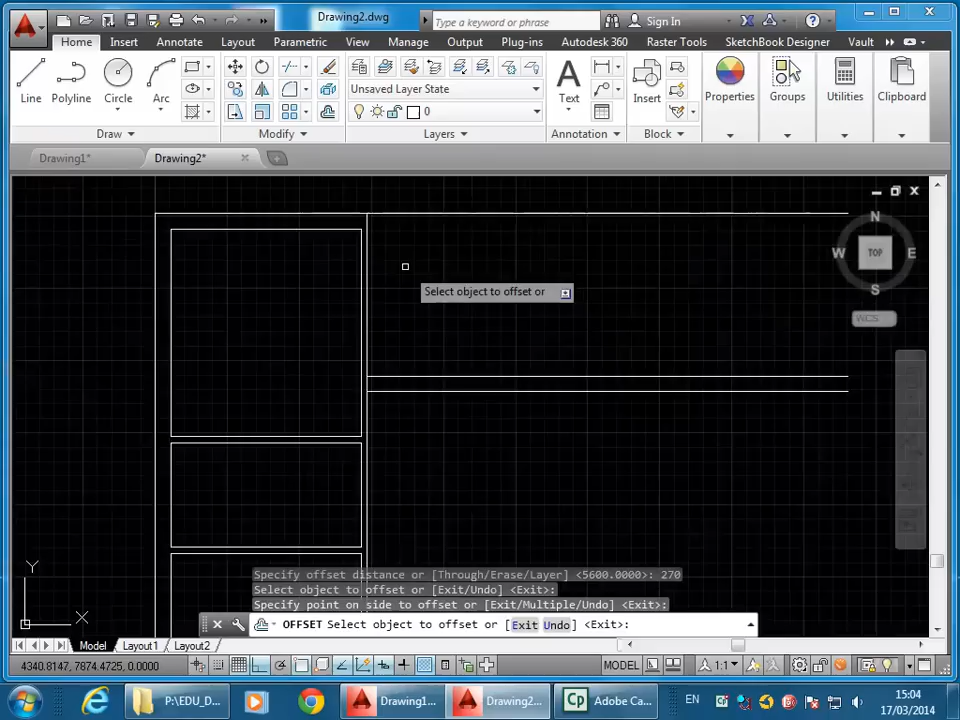 Drawing2.dwg
Type a keyword or phrase
Sign In
Home Insert Annotate Layout Parametric View Manage Output Plug-ins Autodesk 360 Raster Tools SketchBook Designer Vault
Line Polyline Circle Arc
Unsaved Layer State
0
Text Insert Properties Groups Utilities Clipboard
Draw Modify Layers Annotation Block
Drawing1* Drawing2*
N
W TOP E
S
WCS
Select object to offset or
Specify offset distance or [Through/Erase/Layer] <5600.0000>: 270
Select object to offset or [Exit/Undo] <Exit>:
Specify point on side to offset or [Exit/Multiple/Undo] <Exit>:
OFFSET Select object to offset or [Exit Undo] <Exit>:
Y
X
Model Layout1 Layout2
4340.8147, 7874.4725, 0.0000
MODEL 1:1
P:\EDU_D... Drawing1... Drawing2... Adobe Ca... EN
15:04
17/03/2014